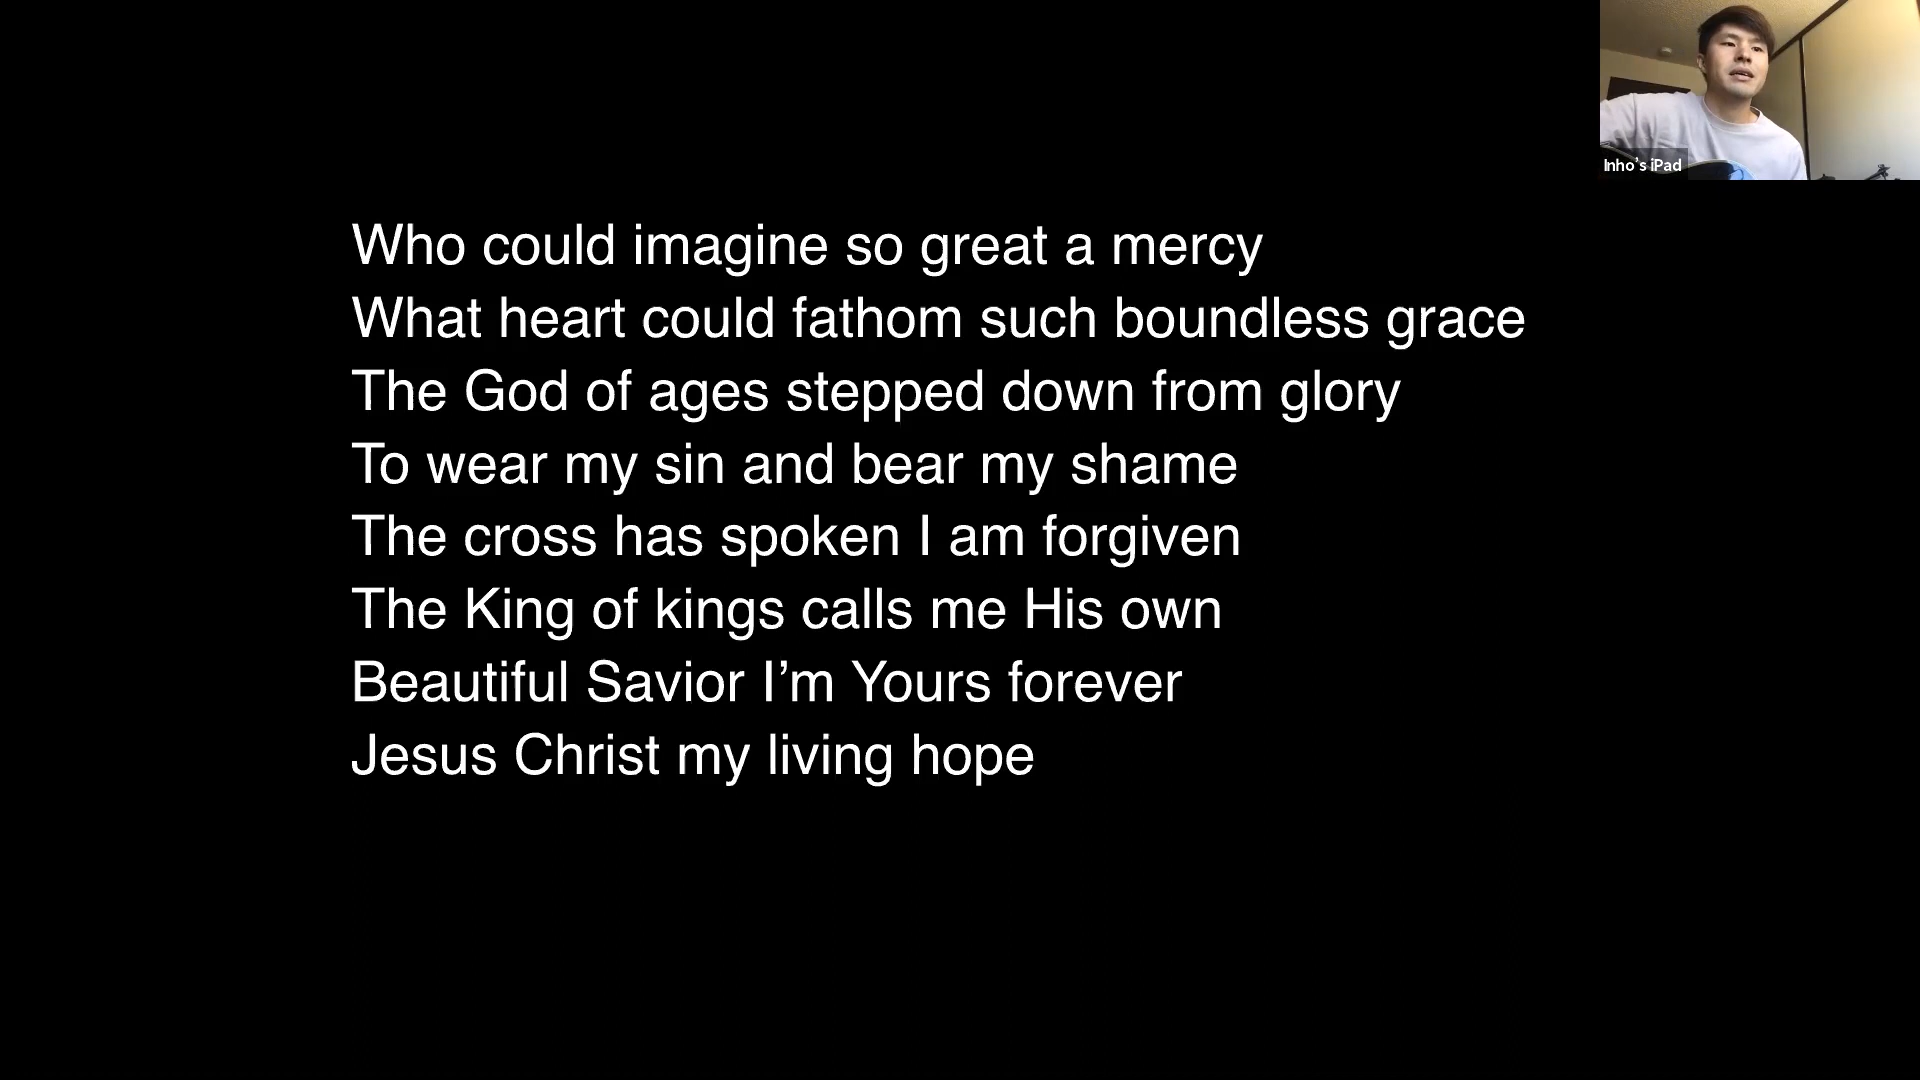 Inho's iPad
Who could imagine so great a mercy
What heart could fathom such boundless grace
The God of ages stepped down from glory
To wear my sin and bear my shame
The cross has spoken I am forgiven
The King of kings calls me His own
Beautiful Savior I’m Yours forever
Jesus Christ my living hope